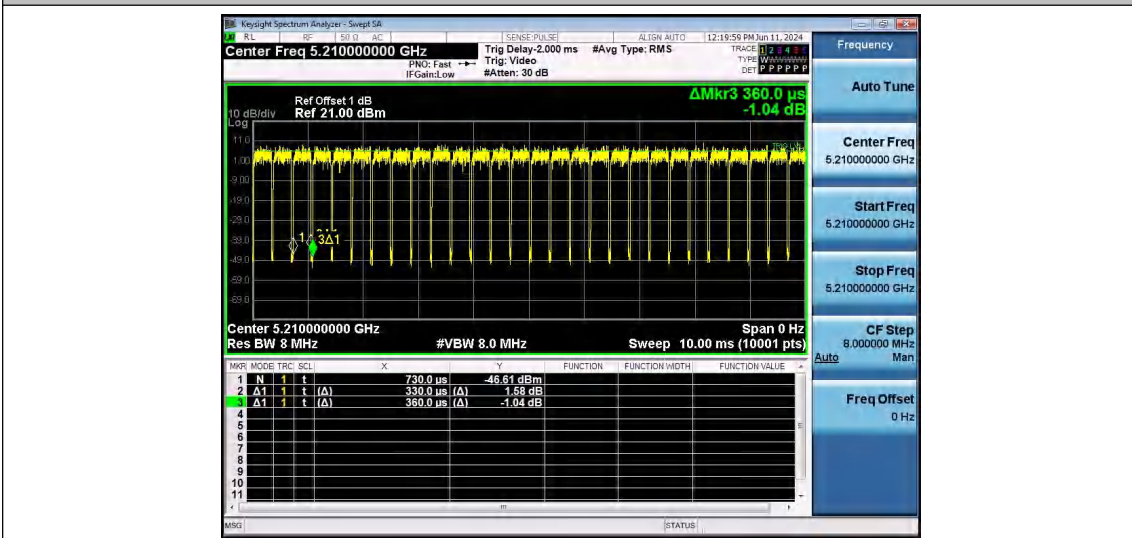 Keysight Spectrum Analyzer - Swept SA
RL RF 50 Ω AC SENSE:PULSE ALIGN AUTO 12:19:59 PM Jun 11, 2024
Center Freq 5.210000000 GHz
Trig Delay-2.000 ms #Avg Type: RMS
TRACE 1 2 3 4 5 6
PNO: Fast Trig: Video
TYPE WWWWWW
IFGain:Low #Atten: 30 dB
DET P P P P P P
Frequency
ΔMkr3 360.0 µs
-1.04 dB
Ref Offset 1 dB
10 dB/div Ref 21.00 dBm
Log
11.0
1.00
-9.00
-19.0
-29.0
-39.0
-49.0
-59.0
-69.0
TRIG LVL
1 3Δ1
Center 5.210000000 GHz Span 0 Hz
Res BW 8 MHz #VBW 8.0 MHz Sweep 10.00 ms (10001 pts)
MKR MODE TRC SCL X Y FUNCTION FUNCTION WIDTH FUNCTION VALUE
1 N 1 t 730.0 µs -46.61 dBm
2 Δ1 1 t (Δ) 330.0 µs (Δ) 1.58 dB
3 Δ1 1 t (Δ) 360.0 µs (Δ) -1.04 dB
4
5
6
7
8
9
10
11
MSG STATUS
Auto Tune
Center Freq
5.210000000 GHz
Start Freq
5.210000000 GHz
Stop Freq
5.210000000 GHz
CF Step
8.000000 MHz
Auto Man
Freq Offset
0 Hz